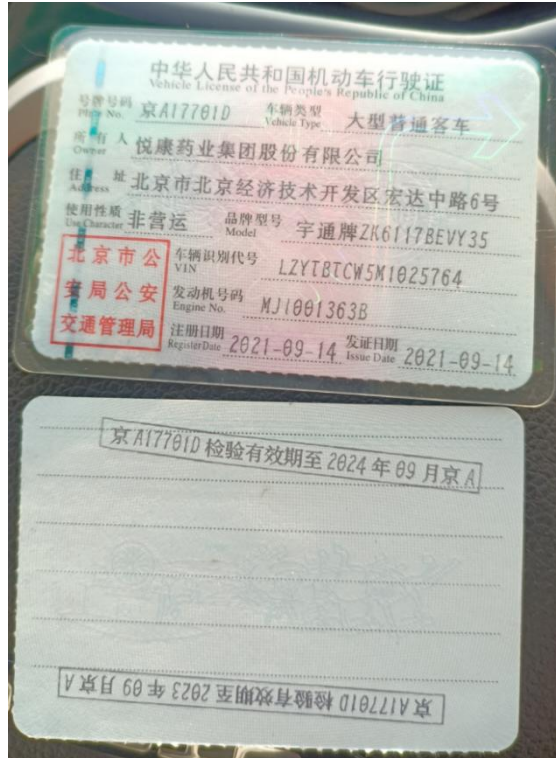 中华人民共和国机动车行驶证
Vehicle License of the People's Republic of China
号牌号码 京A17701D 车辆类型 大型普通客车
Plate No. Vehicle Type
所有人 悦康药业集团股份有限公司
Owner
住址 北京市北京经济技术开发区宏达中路6号
Address
使用性质 非营运 品牌型号 宇通牌ZK6117BEVY35
Use Character Model
北京市公安局公安交通管理局
车辆识别代号 LZYTBTCW5M1025764
VIN
发动机号码 MJ1001363B
Engine No.
注册日期 2021-09-14 发证日期 2021-09-14
Register Date Issue Date
京A17701D 检验有效期至 2024 年 09 月京A
京A17701D 检验有效期至 2023 年 09 月京A